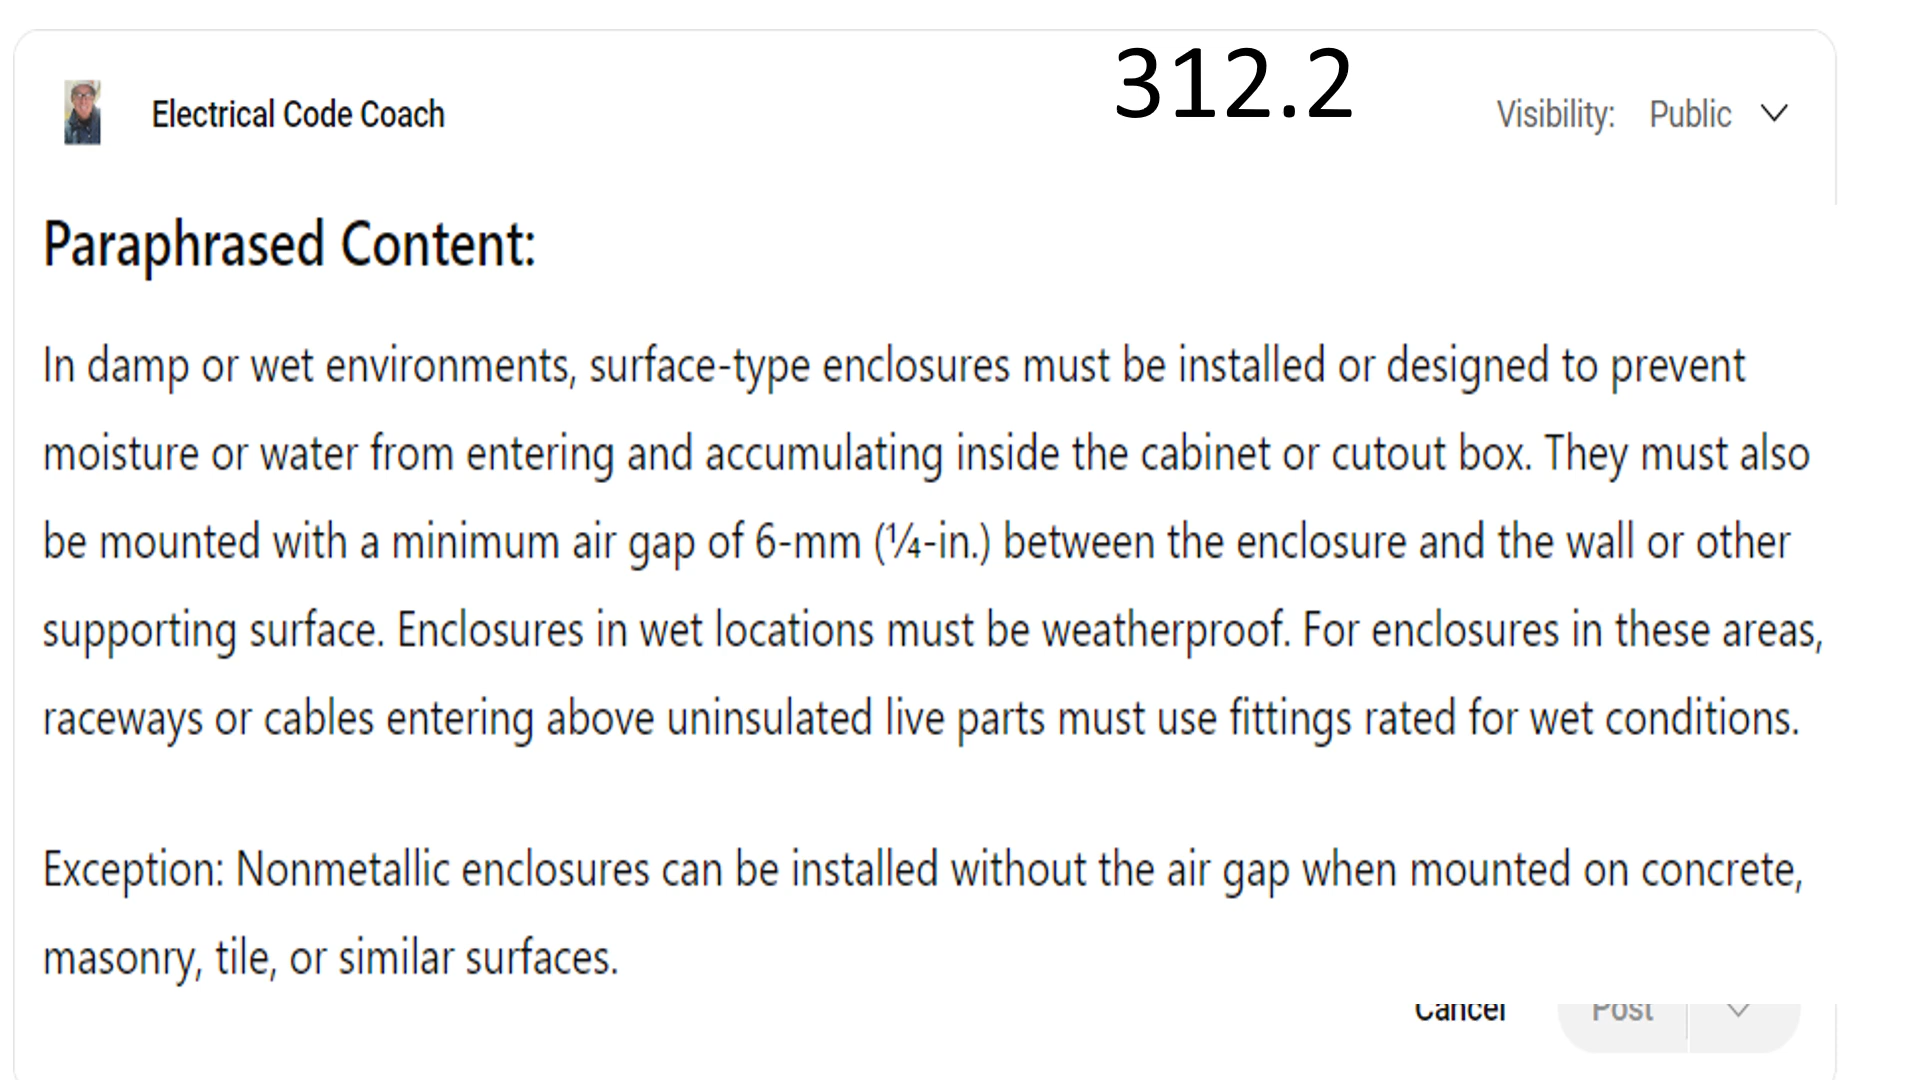 312.2
Electrical Code Coach
Visibility: Public
Paraphrased Content:
In damp or wet environments, surface-type enclosures must be installed or designed to prevent
moisture or water from entering and accumulating inside the cabinet or cutout box. They must also
be mounted with a minimum air gap of 6-mm (¼-in.) between the enclosure and the wall or other
supporting surface. Enclosures in wet locations must be weatherproof. For enclosures in these areas,
raceways or cables entering above uninsulated live parts must use fittings rated for wet conditions.
Exception: Nonmetallic enclosures can be installed without the air gap when mounted on concrete,
masonry, tile, or similar surfaces.
Cancel Post